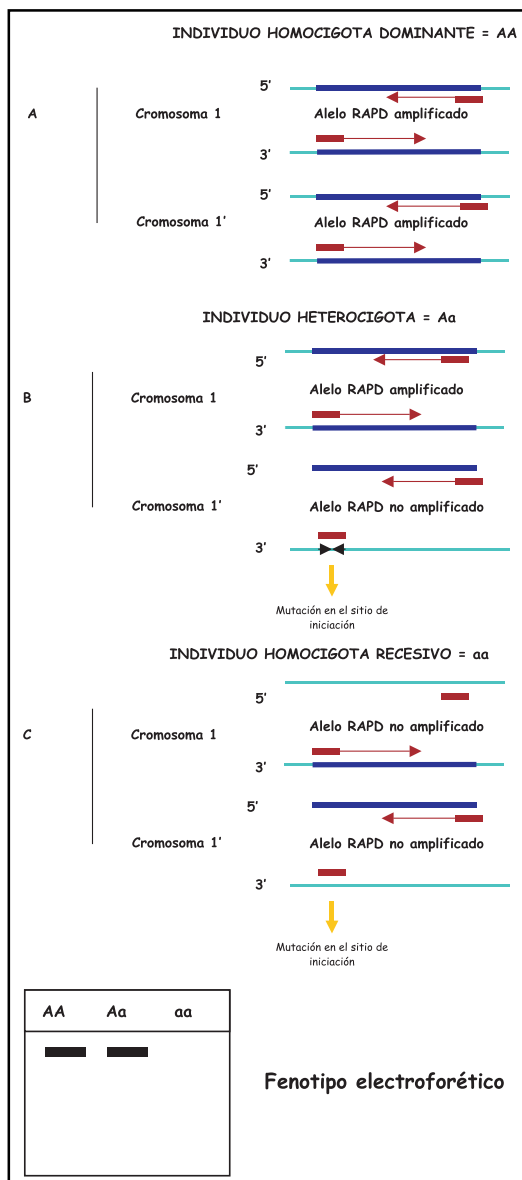 INDIVIDUO HOMOCIGOTA DOMINANTE = AA
5'
A
Cromosoma 1
Alelo RAPD amplificado
3'
5'
Cromosoma 1'
Alelo RAPD amplificado
3'
INDIVIDUO HETEROCIGOTA = Aa
5'
B
Cromosoma 1
Alelo RAPD amplificado
3'
5'
Cromosoma 1'
Alelo RAPD no amplificado
3'
Mutación en el sitio de
iniciación
INDIVIDUO HOMOCIGOTA RECESIVO = aa
5'
C
Cromosoma 1
Alelo RAPD no amplificado
3'
5'
Cromosoma 1'
Alelo RAPD no amplificado
3'
Mutación en el sitio de
iniciación
AA Aa aa
Fenotipo electroforético